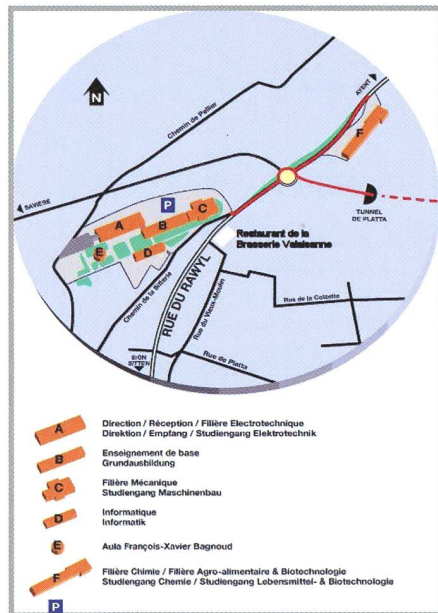 N
AYENT
Chemin de Pellier
F
SAVIÈSE
P
C
A
B
TUNNEL
DE PLATTA
E
D
Restaurant de la
Brasserie Valaisanne
Chemin de la Bitterie
RUE DU RAWYL
Rue du Vieux-Moulin
Rue de la Colzette
SION
SITTEN
Rue de Platta
A
Direction / Réception / Filière Electrotechnique
Direktion / Empfang / Studiengang Elektrotechnik
B
Enseignement de base
Grundausbildung
C
Filière Mécanique
Studiengang Maschinenbau
D
Informatique
Informatik
E
Aula François-Xavier Bagnoud
F
Filière Chimie / Filière Agro-alimentaire & Biotechnologie
Studiengang Chemie / Studiengang Lebensmittel- & Biotechnologie
P